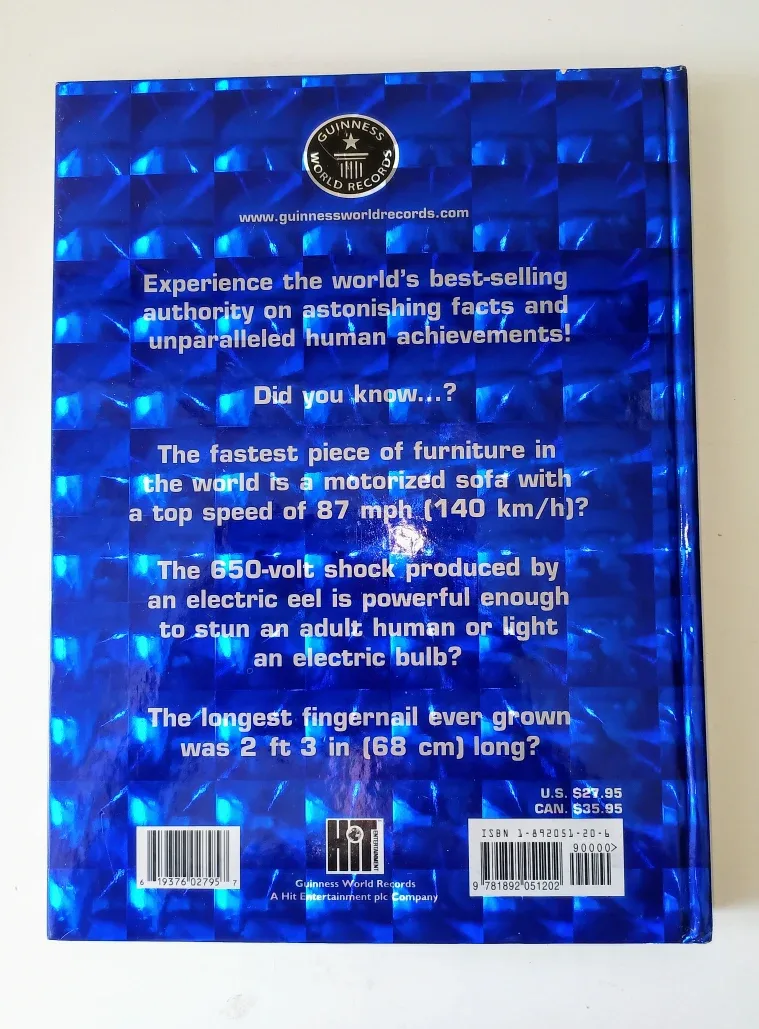 GUINNESS
WORLD RECORDS
www.guinnessworldrecords.com
Experience the world's best-selling
authority on astonishing facts and
unparalleled human achievements!
Did you know...?
The fastest piece of furniture in
the world is a motorized sofa with
a top speed of 87 mph (140 km/h)?
The 650-volt shock produced by
an electric eel is powerful enough
to stun an adult human or light
an electric bulb?
The longest fingernail ever grown
was 2 ft 3 in (68 cm) long?
U.S. $27.95
CAN. $35.95
6 19376 02795 7
HiT ENTERTAINMENT
Guinness World Records
A Hit Entertainment plc Company
ISBN 1-892051-20-6
90000>
9 781892 051202